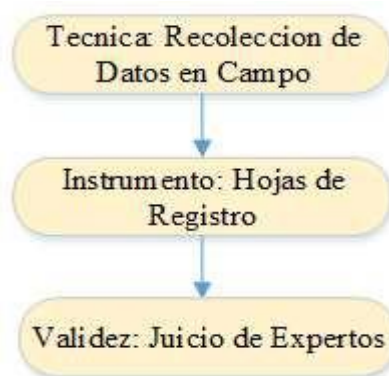 Tecnica: Recoleccion de
Datos en Campo
Instrumento: Hojas de
Registro
Validez: Juicio de Expertos